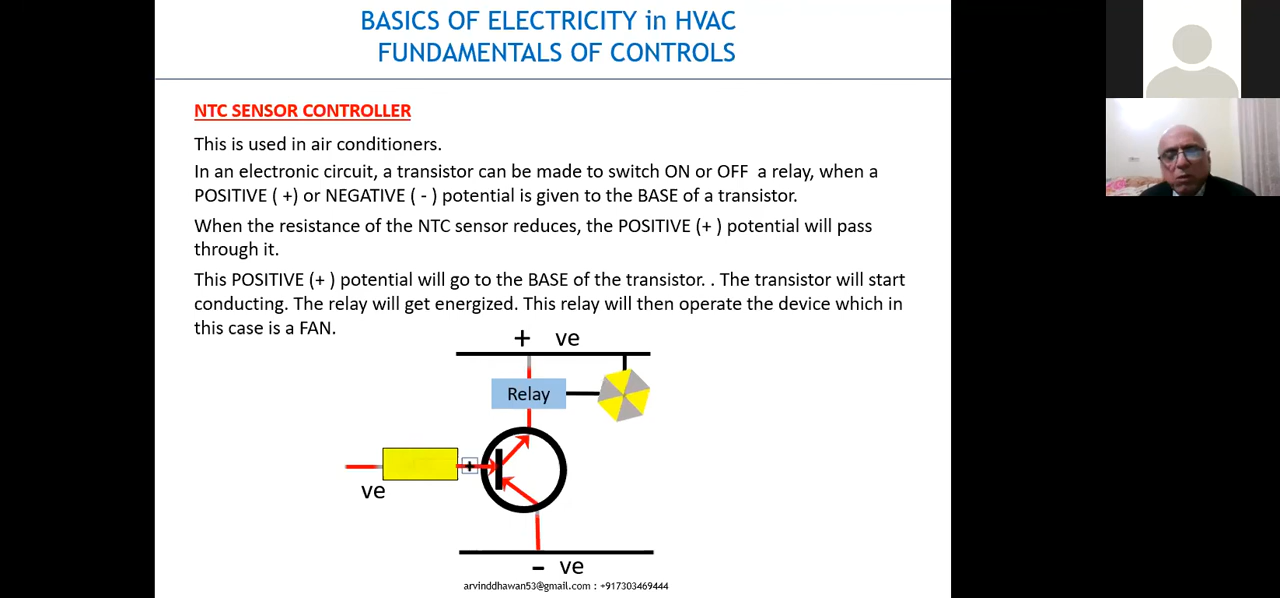 BASICS OF ELECTRICITY in HVAC
FUNDAMENTALS OF CONTROLS
NTC SENSOR CONTROLLER
This is used in air conditioners.
In an electronic circuit, a transistor can be made to switch ON or OFF a relay, when a
POSITIVE ( +) or NEGATIVE ( - ) potential is given to the BASE of a transistor.
When the resistance of the NTC sensor reduces, the POSITIVE (+ ) potential will pass
through it.
This POSITIVE (+ ) potential will go to the BASE of the transistor. . The transistor will start
conducting. The relay will get energized. This relay will then operate the device which in
this case is a FAN.
+ ve
Relay
+
ve
- ve
arvinddhawan53@gmail.com : +917303469444